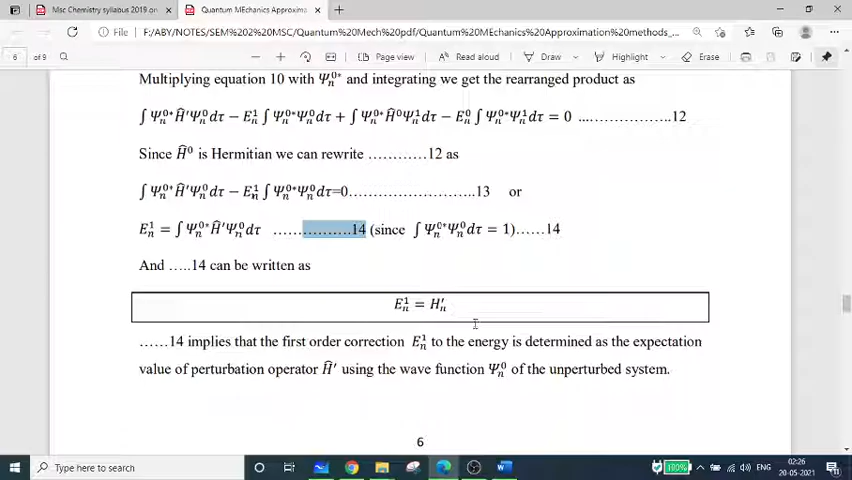 Msc Chemistry syllabus 2019 on
Quantum MEchanics Approximat
File
F:/ABY/NOTES/SEM%202%20MSC/Quantum%20Mech%20pdf/Quantum%20MEchanics%20Approximation%20methods_...
6 of 9
Page view
Read aloud
Draw
Highlight
Erase
Multiplying equation 10 with Ψn⁰* and integrating we get the rearranged product as
∫ Ψn⁰*Ĥ′Ψn⁰dτ − En¹ ∫ Ψn⁰*Ψn⁰dτ + ∫ Ψn⁰*Ĥ⁰Ψn¹dτ − En⁰ ∫ Ψn⁰*Ψn¹dτ = 0 ....……………..12
Since Ĥ⁰ is Hermitian we can rewrite …………12 as
∫ Ψn⁰*Ĥ′Ψn⁰dτ − En¹ ∫ Ψn⁰*Ψn⁰dτ=0……………………..13 or
En¹ = ∫ Ψn⁰*Ĥ′Ψn⁰dτ ……………14 (since ∫ Ψn⁰*Ψn⁰dτ = 1)……14
And …..14 can be written as
En¹ = H′n
……14 implies that the first order correction En¹ to the energy is determined as the expectation
value of perturbation operator Ĥ′ using the wave function Ψn⁰ of the unperturbed system.
6
Type here to search
100%
ENG
02:26
20-05-2021